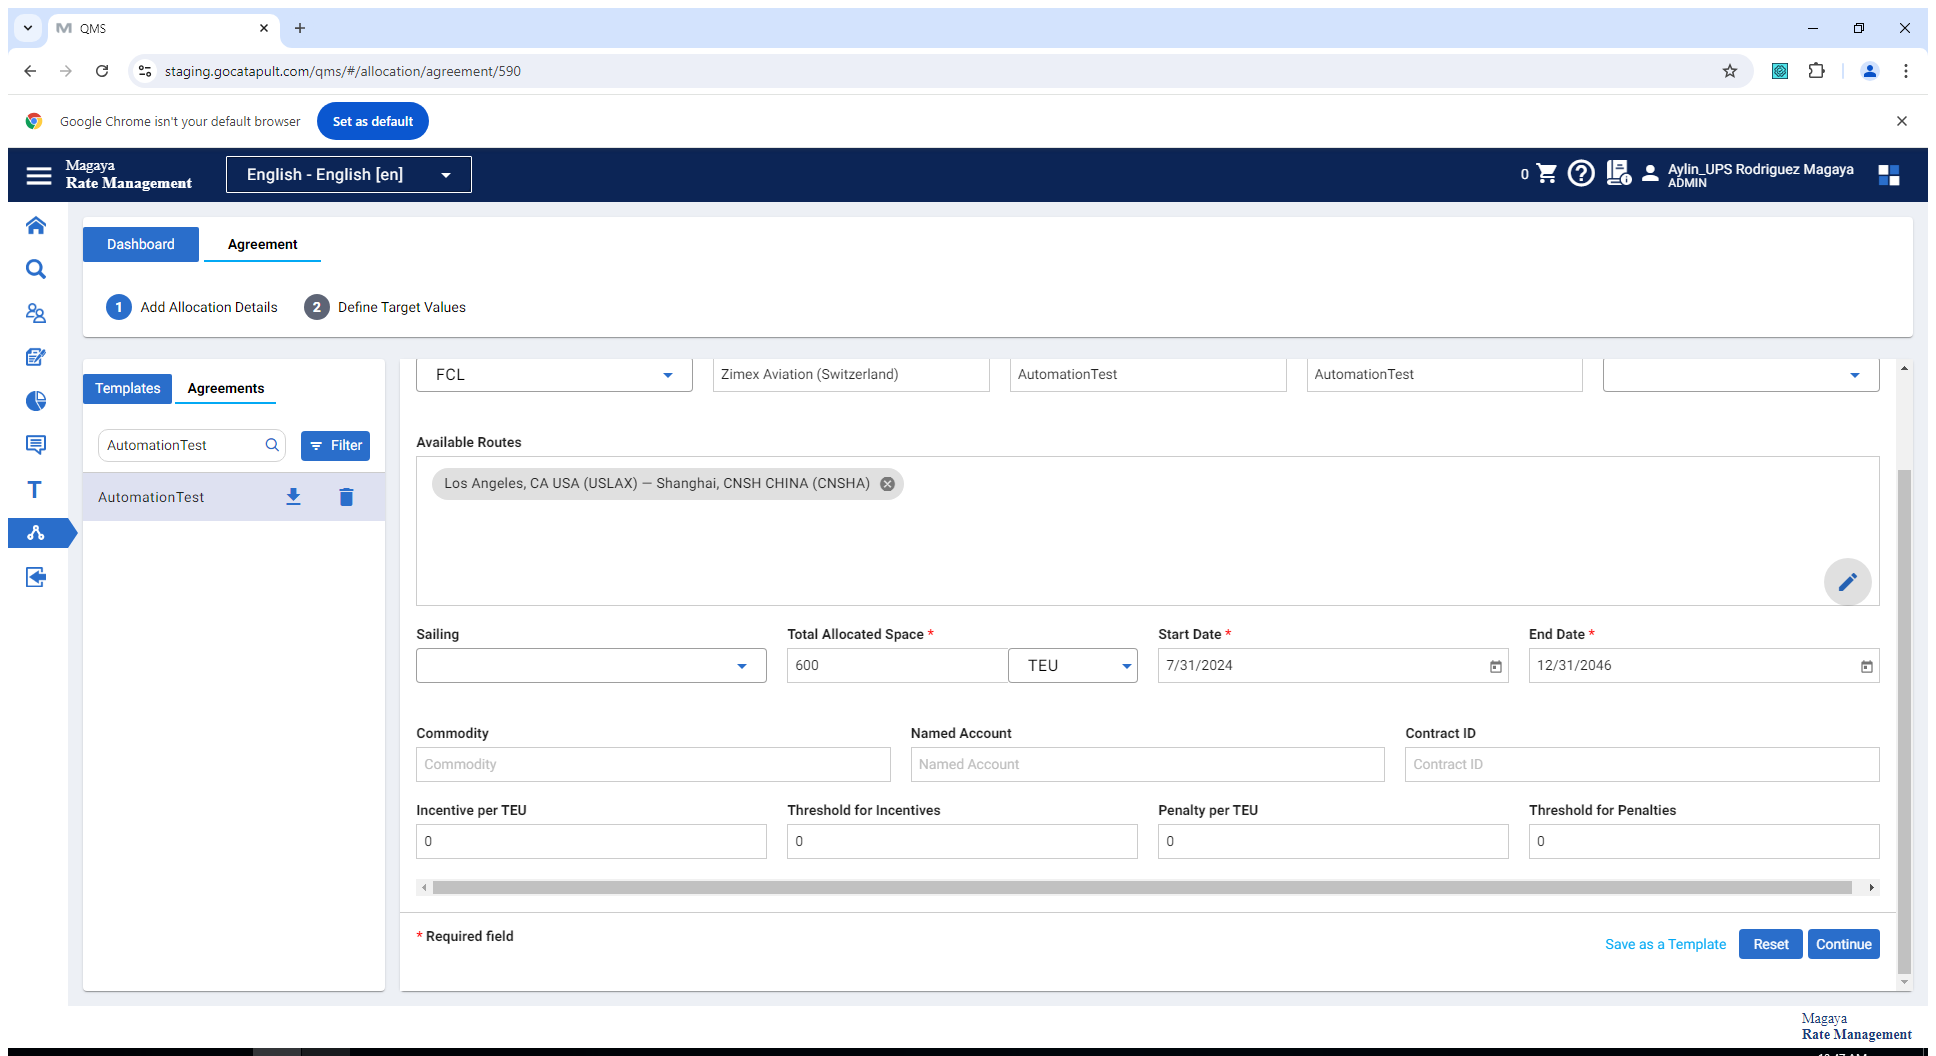 QMS
staging.gocatapult.com/qms/#/allocation/agreement/590
Google Chrome isn't your default browser
Set as default
Magaya
Rate Management
English - English [en]
0
Aylin_UPS Rodriguez Magaya
ADMIN
Dashboard
Agreement
1 Add Allocation Details
2 Define Target Values
Templates
Agreements
AutomationTest
Filter
AutomationTest
T
FCL
Zimex Aviation (Switzerland)
AutomationTest
AutomationTest
Available Routes
Los Angeles, CA USA (USLAX) — Shanghai, CNSH CHINA (CNSHA)
Sailing
Total Allocated Space *
Start Date *
End Date *
600
TEU
7/31/2024
12/31/2046
Commodity
Named Account
Contract ID
Commodity
Named Account
Contract ID
Incentive per TEU
Threshold for Incentives
Penalty per TEU
Threshold for Penalties
0
0
0
0
* Required field
Save as a Template
Reset
Continue
Magaya
Rate Management